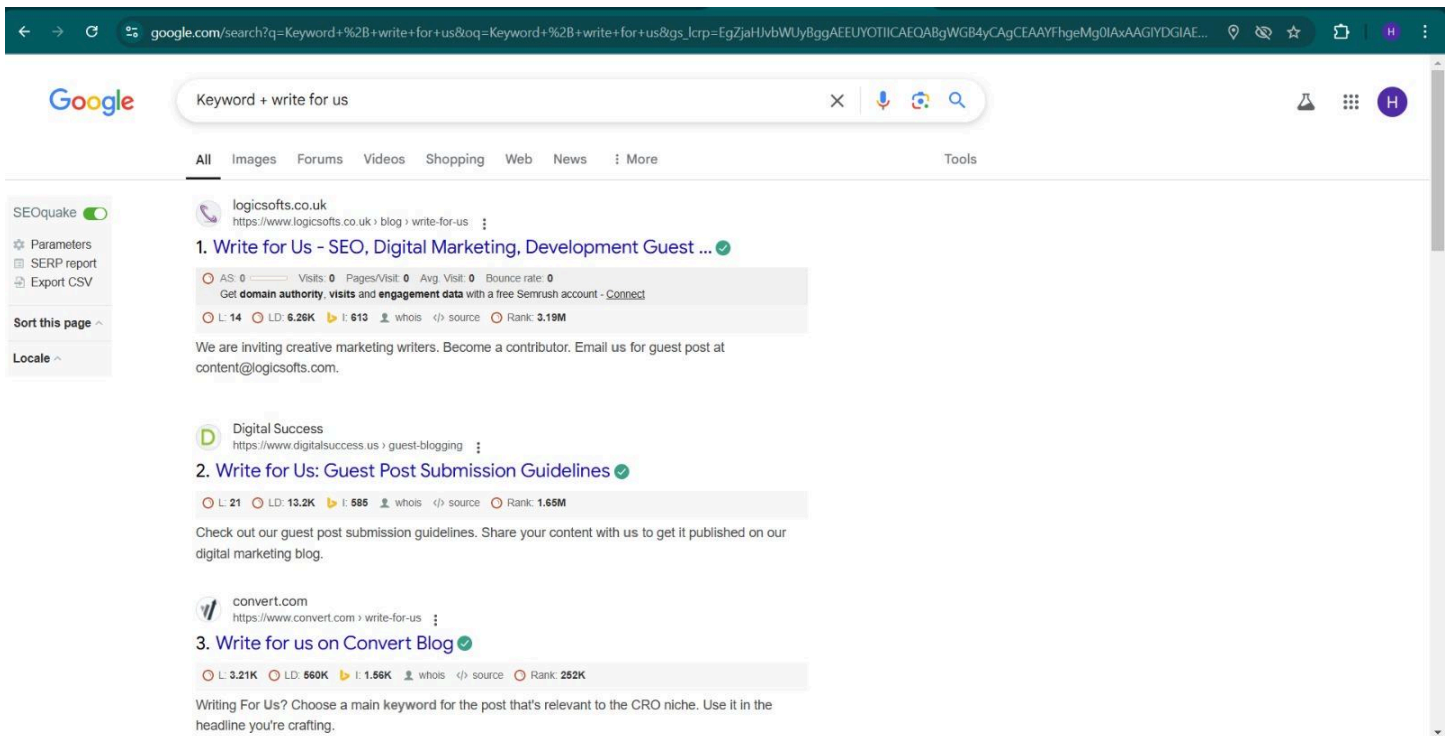 google.com/search?q=Keyword+%2B+write+for+us&oq=Keyword+%2B+write+for+us&gs_lcrp=EgZjaHJvbWUyBggAEEUYOTIICAEQABgWGB4yCAgCEAAYFhgeMg0IAxAAGIYDGIAE...
H
Google
Keyword + write for us
H
All Images Forums Videos Shopping Web News More Tools
SEOquake
Parameters
SERP report
Export CSV
Sort this page
Locale
logicsofts.co.uk
https://www.logicsofts.co.uk › blog › write-for-us
1. Write for Us - SEO, Digital Marketing, Development Guest ...
AS: 0 Visits: 0 Pages/Visit: 0 Avg. Visit: 0 Bounce rate: 0
Get domain authority, visits and engagement data with a free Semrush account - Connect
L: 14 LD: 6.26K I: 613 whois </> source Rank: 3.19M
We are inviting creative marketing writers. Become a contributor. Email us for guest post at
content@logicsofts.com.
D
Digital Success
https://www.digitalsuccess.us › guest-blogging
2. Write for Us: Guest Post Submission Guidelines
L: 21 LD: 13.2K I: 585 whois </> source Rank: 1.65M
Check out our guest post submission guidelines. Share your content with us to get it published on our
digital marketing blog.
convert.com
https://www.convert.com › write-for-us
3. Write for us on Convert Blog
L: 3.21K LD: 560K I: 1.56K whois </> source Rank: 252K
Writing For Us? Choose a main keyword for the post that's relevant to the CRO niche. Use it in the
headline you're crafting.